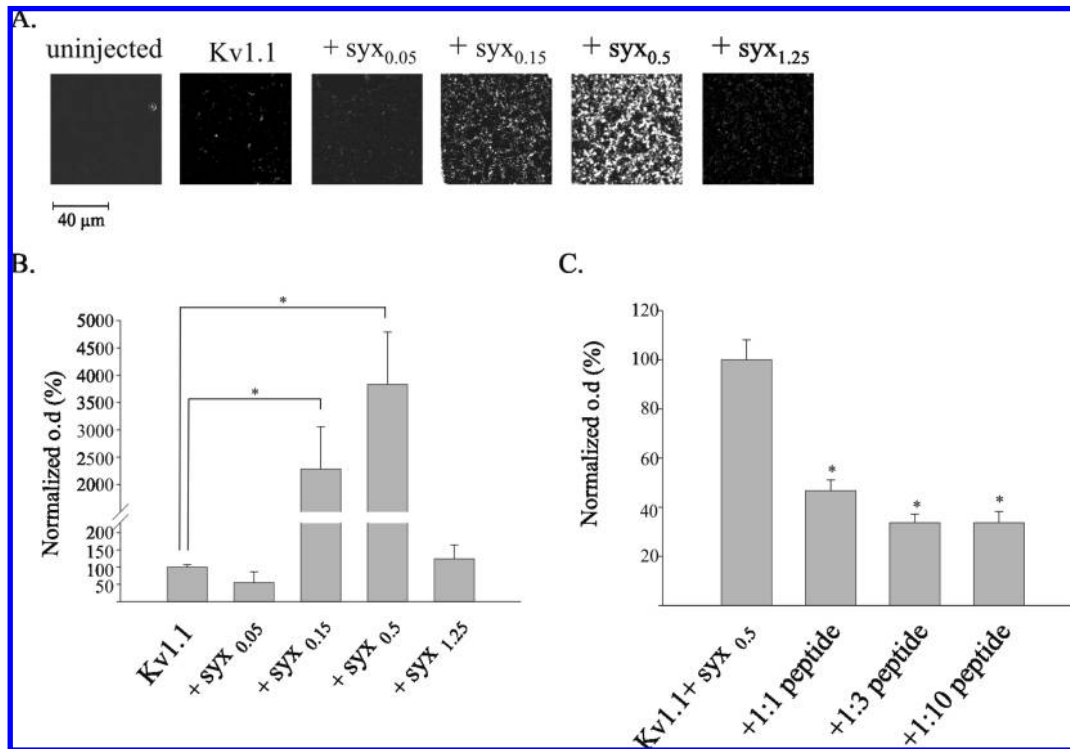 A.
uninjected Kv1.1 + syx0.05 + syx0.15 + syx0.5 + syx1.25
40 µm
B.
Normalized o.d (%)
5000
4500
4000
3500
3000
2500
2000
200
150
100
50
*
*
Kv1.1 + syx 0.05 + syx 0.15 + syx 0.5 + syx 1.25
C.
Normalized o.d (%)
120
100
80
60
40
20
* * *
Kv1.1+ syx 0.5 +1:1 peptide +1:3 peptide +1:10 peptide